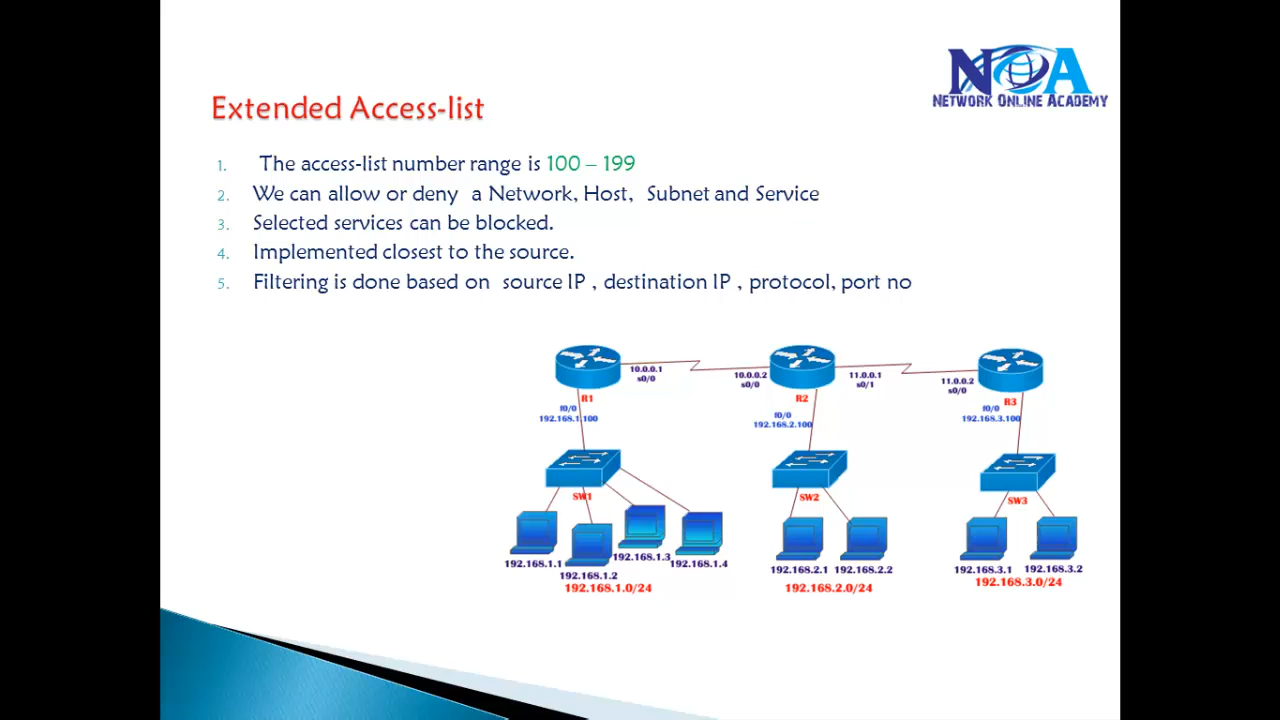 NOA
NETWORK ONLINE ACADEMY
Extended Access-list
1. The access-list number range is 100 – 199
2. We can allow or deny a Network, Host, Subnet and Service
3. Selected services can be blocked.
4. Implemented closest to the source.
5. Filtering is done based on source IP , destination IP , protocol, port no
10.0.0.1
s0/0
10.0.0.2
s0/0
11.0.0.1
s0/1
11.0.0.2
s0/0
R1
R2
R3
f0/0
192.168.1.100
f0/0
192.168.2.100
f0/0
192.168.3.100
SW1
SW2
SW3
192.168.1.1
192.168.1.2
192.168.1.3
192.168.1.4
192.168.2.1
192.168.2.2
192.168.3.1
192.168.3.2
192.168.1.0/24
192.168.2.0/24
192.168.3.0/24